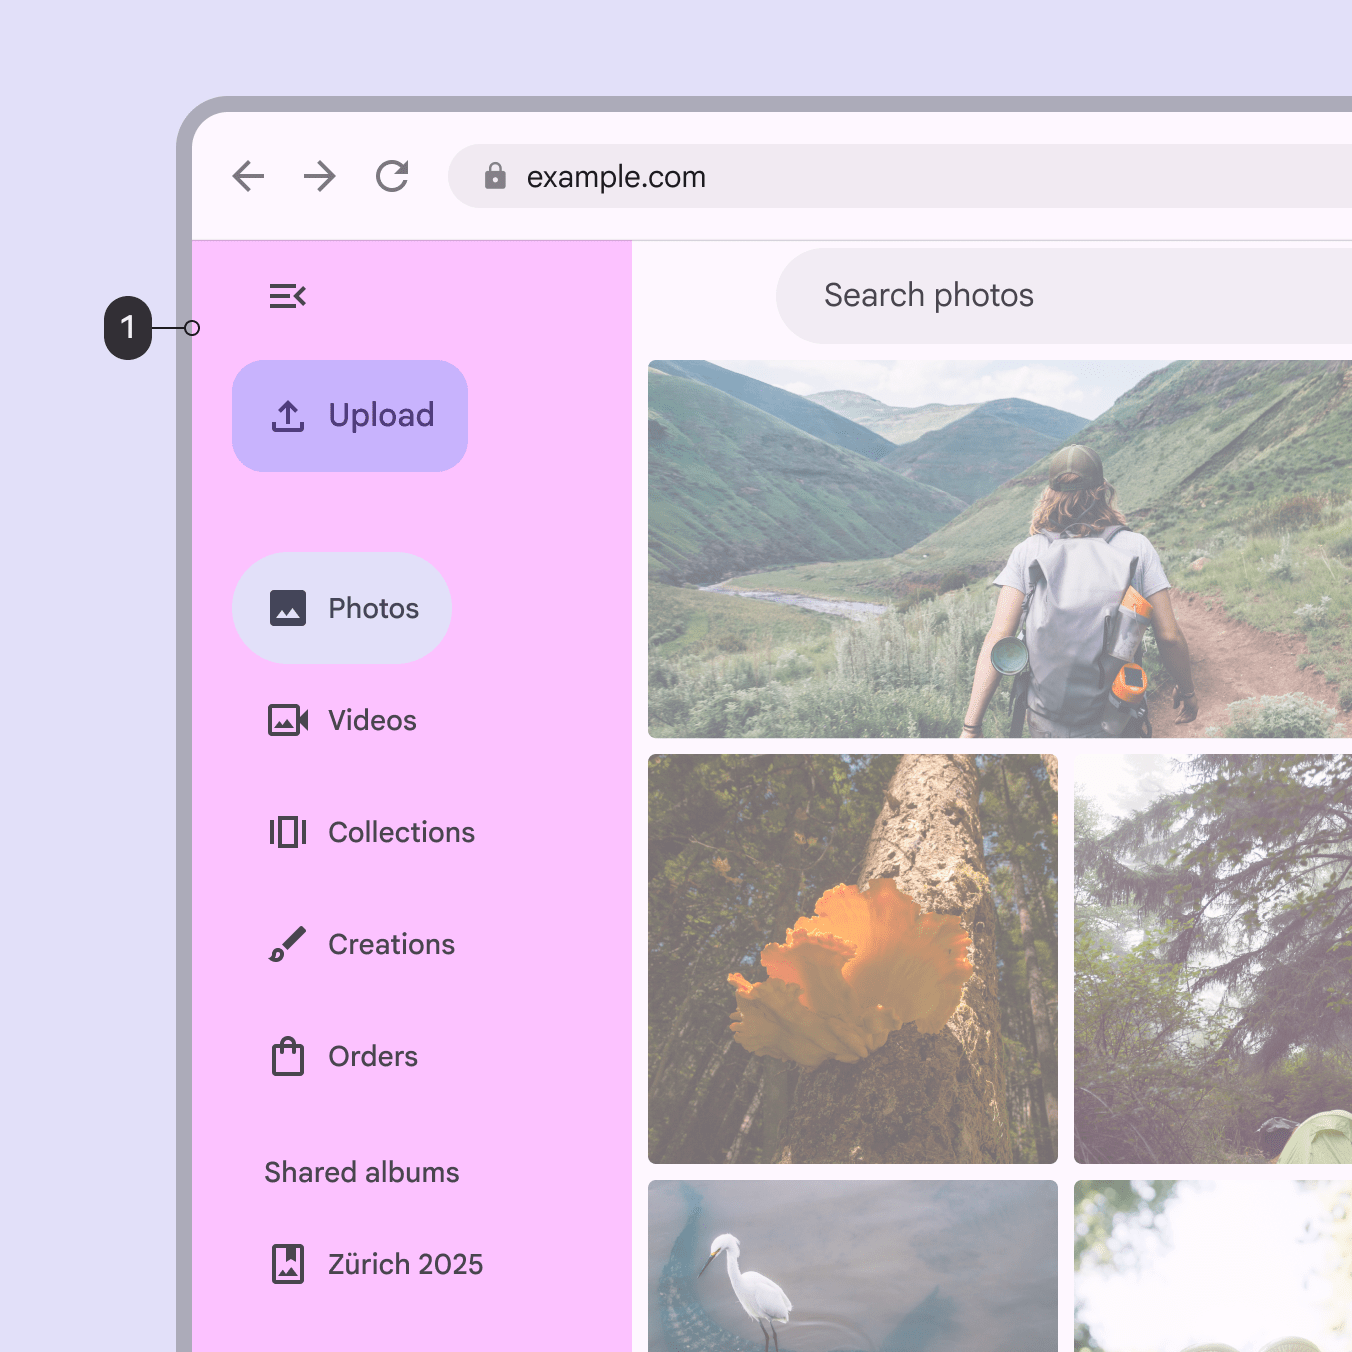 example.com
1
Search photos
Upload
Photos
Videos
Collections
Creations
Orders
Shared albums
Zürich 2025